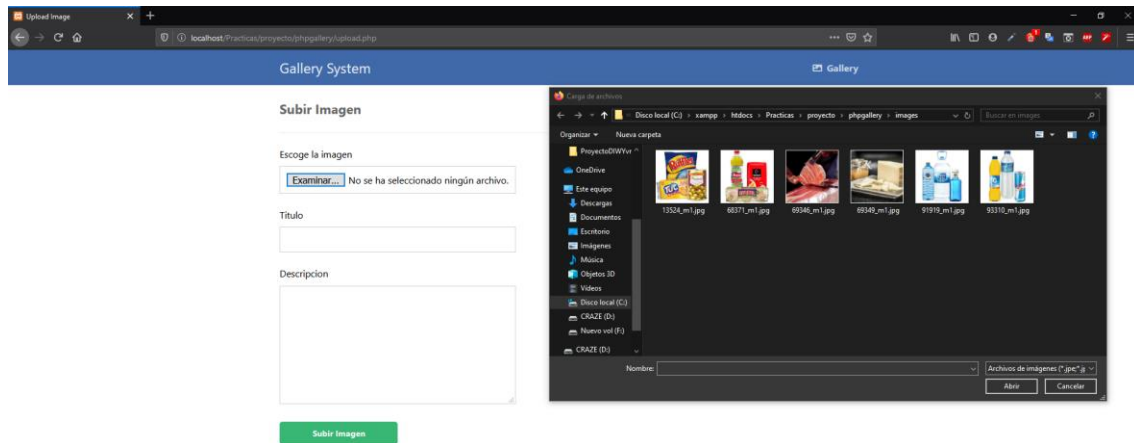 Upload Image
localhost/Practicas/proyecto/phpgallery/upload.php
Gallery System
Gallery
Subir Imagen
Escoge la imagen
Examinar... No se ha seleccionado ningún archivo.
Titulo
Descripcion
Subir Imagen
Carga de archivos
Disco local (C:) > xampp > htdocs > Practicas > proyecto > phpgallery > images
Buscar en images
Organizar
Nueva carpeta
ProyectoDIWYvr
OneDrive
Este equipo
Descargas
Documentos
Escritorio
Imágenes
Música
Objetos 3D
Vídeos
Disco local (C:)
CRAZE (D:)
Nuevo vol (F:)
CRAZE (D:)
13524_m1.jpg
68371_m1.jpg
69346_m1.jpg
69349_m1.jpg
91919_m1.jpg
93310_m1.jpg
Nombre:
Archivos de imágenes (*.jpe;*.j
Abrir
Cancelar